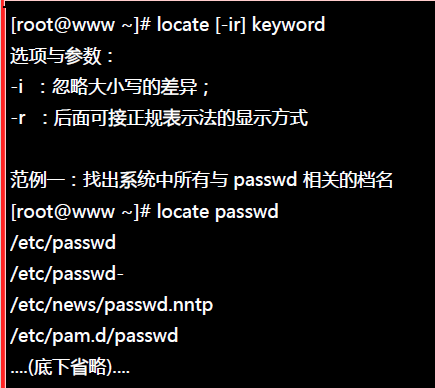 [root@www ~]# locate [-ir] keyword
选项与参数：
-i ：忽略大小写的差异；
-r ：后面可接正规表示法的显示方式
范例一：找出系统中所有与 passwd 相关的档名
[root@www ~]# locate passwd
/etc/passwd
/etc/passwd-
/etc/news/passwd.nntp
/etc/pam.d/passwd
....(底下省略)....